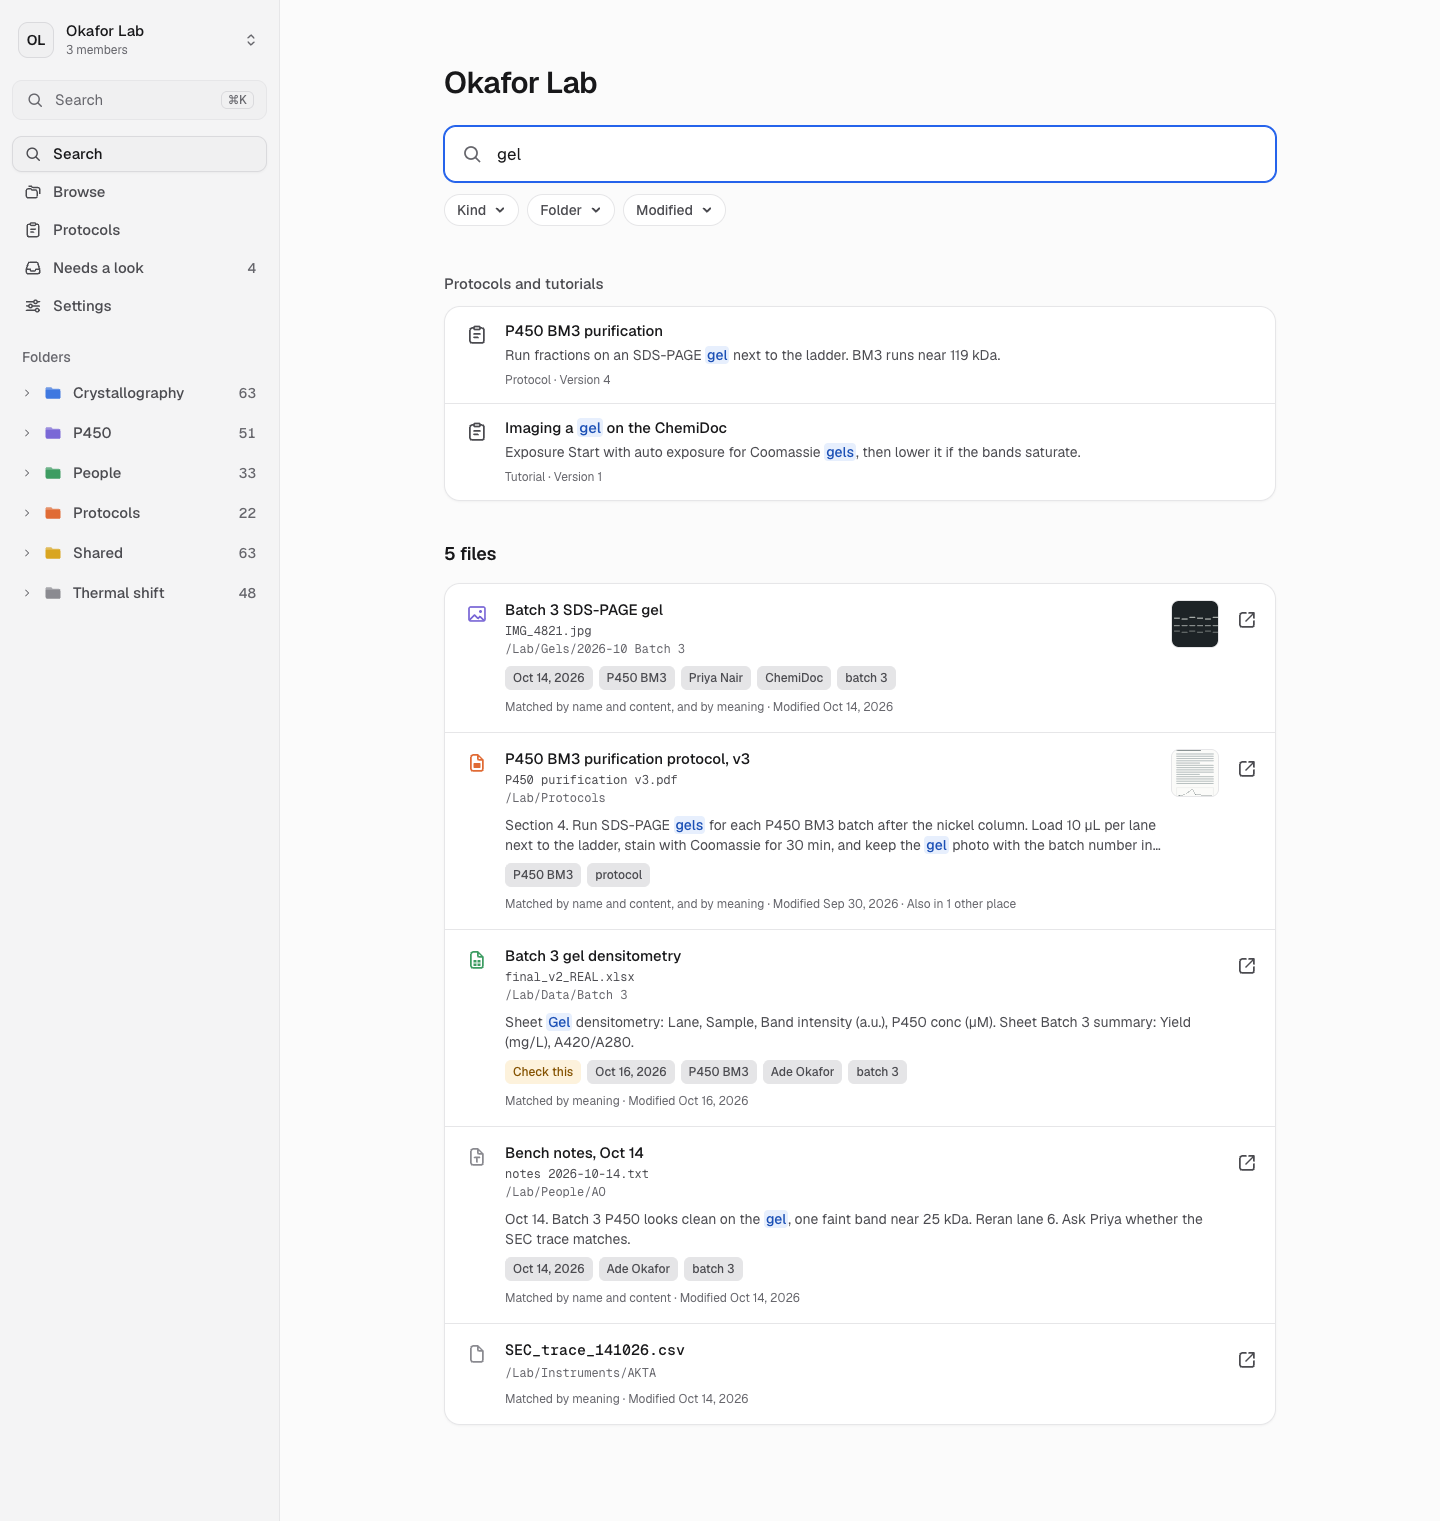 OL
Okafor Lab
3 members
Search ⌘K
Search
Browse
Protocols
Needs a look 4
Settings
Folders
Crystallography 63
P450 51
People 33
Protocols 22
Shared 63
Thermal shift 48
Okafor Lab
gel
Kind Folder Modified
Protocols and tutorials
P450 BM3 purification
Run fractions on an SDS-PAGE gel next to the ladder. BM3 runs near 119 kDa.
Protocol · Version 4
Imaging a gel on the ChemiDoc
Exposure Start with auto exposure for Coomassie gels, then lower it if the bands saturate.
Tutorial · Version 1
5 files
Batch 3 SDS-PAGE gel
IMG_4821.jpg
/Lab/Gels/2026-10 Batch 3
Oct 14, 2026 P450 BM3 Priya Nair ChemiDoc batch 3
Matched by name and content, and by meaning · Modified Oct 14, 2026
P450 BM3 purification protocol, v3
P450 purification v3.pdf
/Lab/Protocols
Section 4. Run SDS-PAGE gels for each P450 BM3 batch after the nickel column. Load 10 µL per lane
next to the ladder, stain with Coomassie for 30 min, and keep the gel photo with the batch number in…
P450 BM3 protocol
Matched by name and content, and by meaning · Modified Sep 30, 2026 · Also in 1 other place
Batch 3 gel densitometry
final_v2_REAL.xlsx
/Lab/Data/Batch 3
Sheet Gel densitometry: Lane, Sample, Band intensity (a.u.), P450 conc (µM). Sheet Batch 3 summary: Yield
(mg/L), A420/A280.
Check this Oct 16, 2026 P450 BM3 Ade Okafor batch 3
Matched by meaning · Modified Oct 16, 2026
Bench notes, Oct 14
notes 2026-10-14.txt
/Lab/People/AO
Oct 14. Batch 3 P450 looks clean on the gel, one faint band near 25 kDa. Reran lane 6. Ask Priya whether the
SEC trace matches.
Oct 14, 2026 Ade Okafor batch 3
Matched by name and content · Modified Oct 14, 2026
SEC_trace_141026.csv
/Lab/Instruments/AKTA
Matched by meaning · Modified Oct 14, 2026